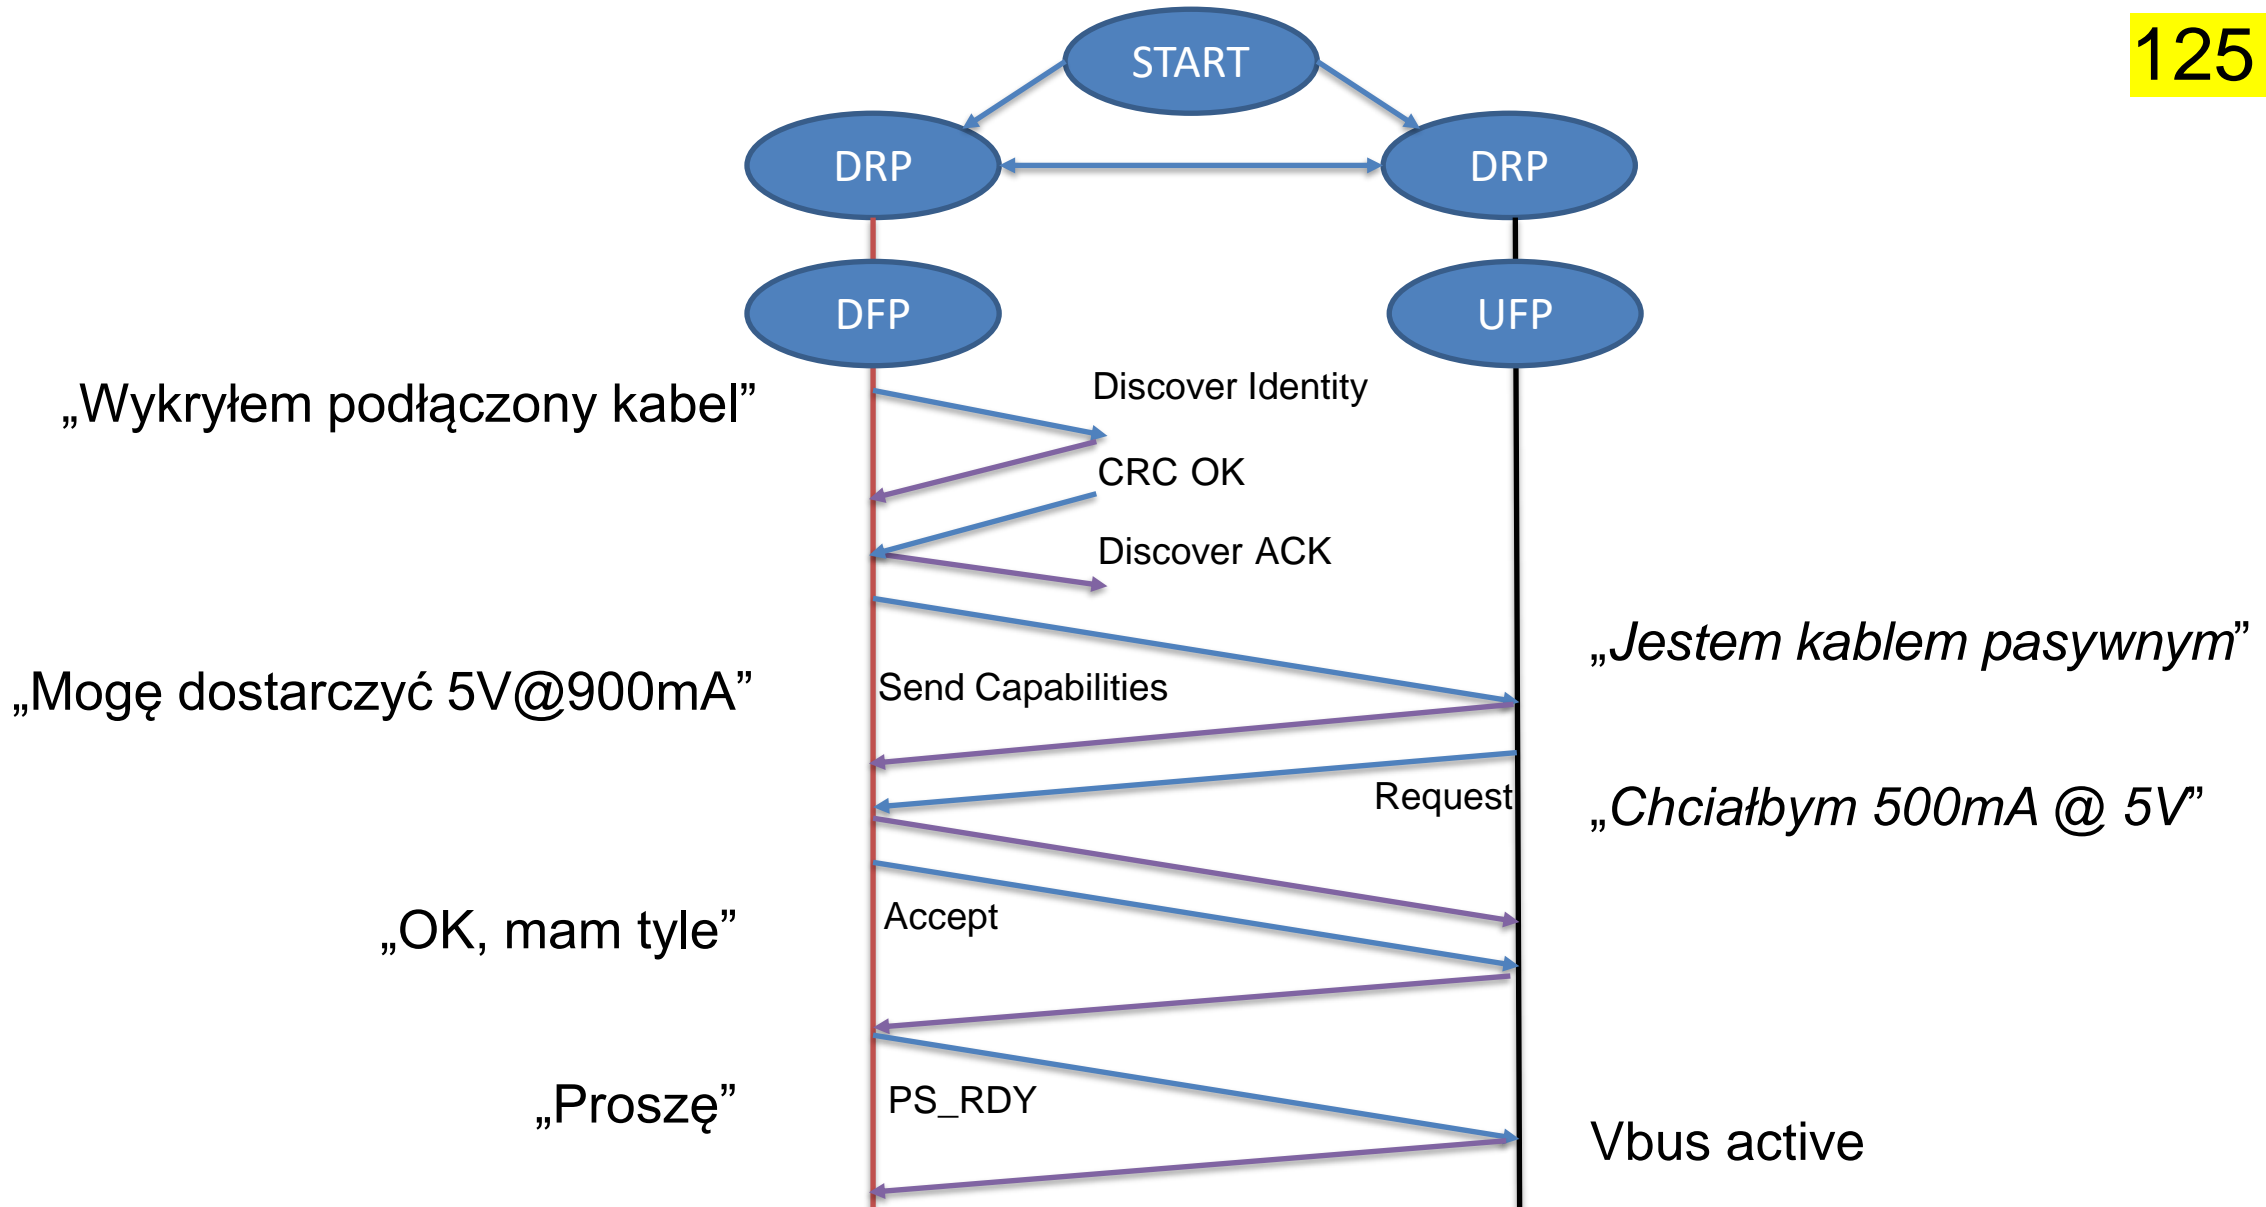 125
START
DRP
DRP
DFP
UFP
„Wykryłem podłączony kabel”
Discover Identity
CRC OK
Discover ACK
„Jestem kablem pasywnym”
„Mogę dostarczyć 5V@900mA”
Send Capabilities
Request
„Chciałbym 500mA @ 5V”
„OK, mam tyle”
Accept
„Proszę”
PS_RDY
Vbus active